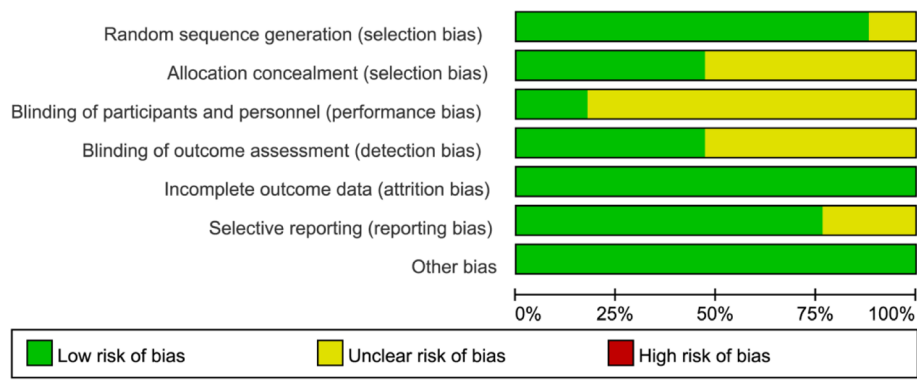 Random sequence generation (selection bias)
Allocation concealment (selection bias)
Blinding of participants and personnel (performance bias)
Blinding of outcome assessment (detection bias)
Incomplete outcome data (attrition bias)
Selective reporting (reporting bias)
Other bias
0% 25% 50% 75% 100%
Low risk of bias Unclear risk of bias High risk of bias